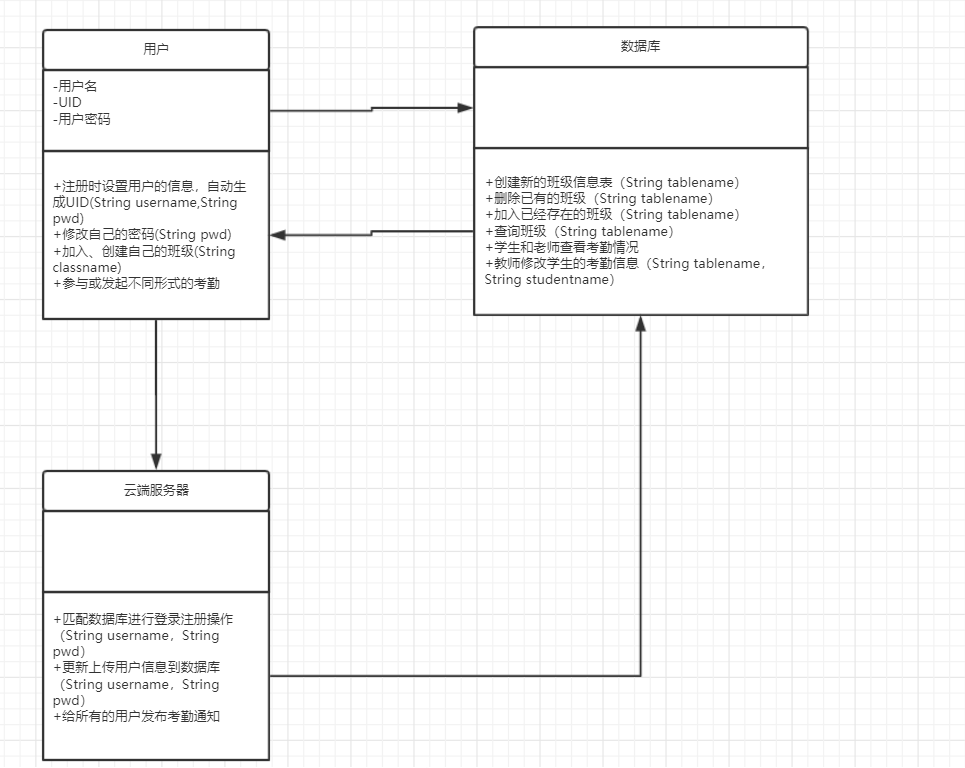 用户
-用户名
-UID
-用户密码
+注册时设置用户的信息，自动生
成UID(String username,String
pwd)
+修改自己的密码(String pwd)
+加入、创建自己的班级(String
classname)
+参与或发起不同形式的考勤
数据库
+创建新的班级信息表（String tablename）
+删除已有的班级（String tablename）
+加入已经存在的班级（String tablename）
+查询班级（String tablename）
+学生和老师查看考勤情况
+教师修改学生的考勤信息（String tablename，
String studentname）
云端服务器
+匹配数据库进行登录注册操作
（String username，String
pwd）
+更新上传用户信息到数据库
（String username，String
pwd）
+给所有的用户发布考勤通知